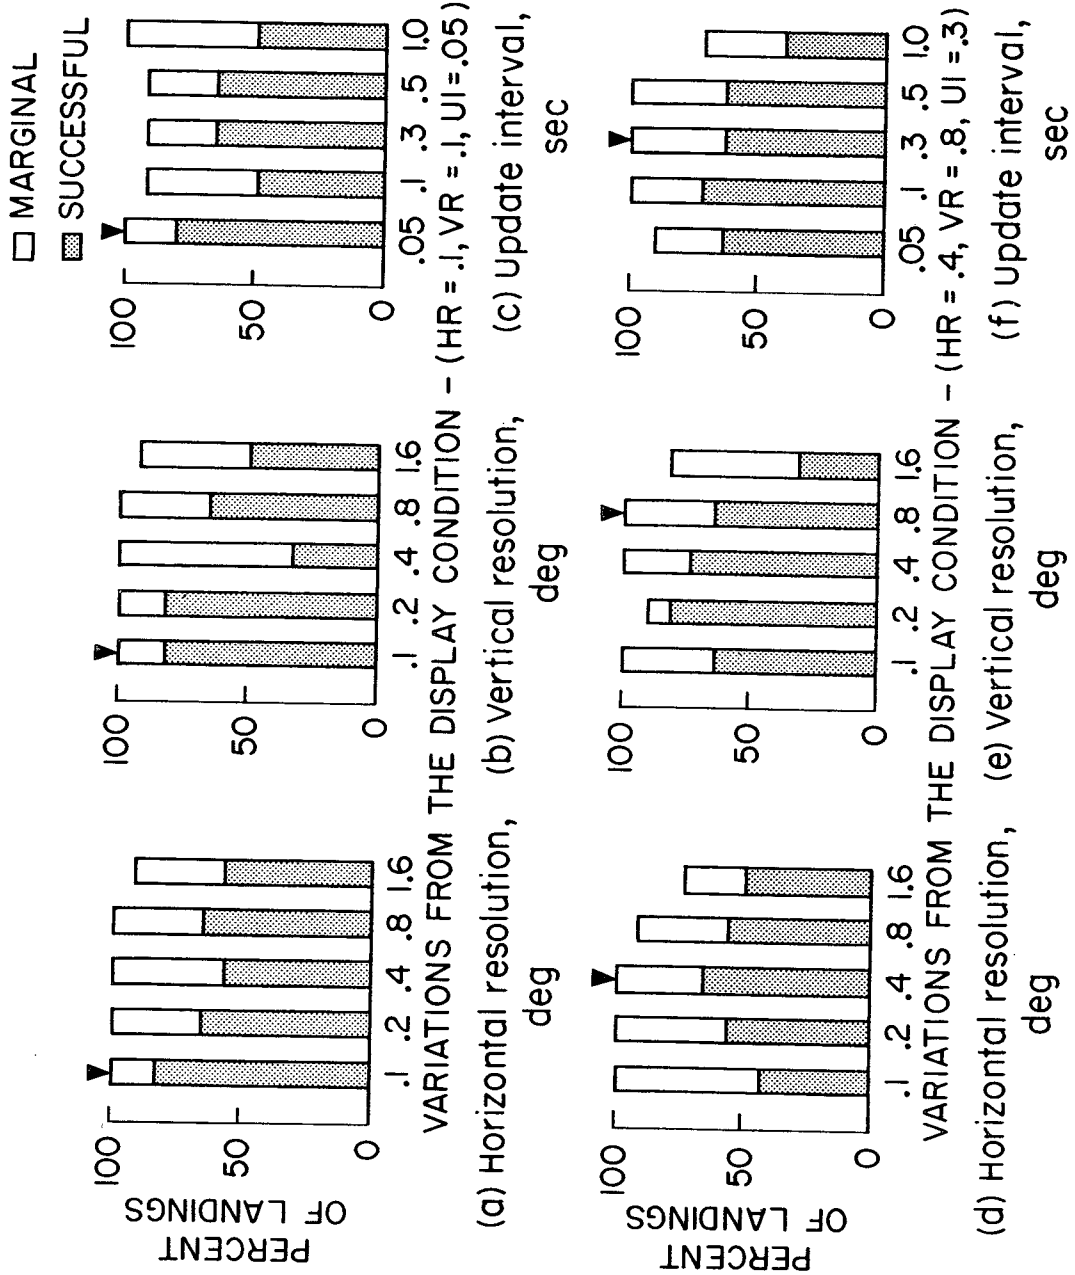 MARGINAL
SUCCESSFUL
PERCENT
OF LANDINGS
100
50
0
.1 .2 .4 .8 1.6
100
50
0
.1 .2 .4 .8 1.6
100
50
0
.05 .1 .3 .5 1.0
VARIATIONS FROM THE DISPLAY CONDITION - (HR = .1, VR = .1, UI = .05)
(a) Horizontal resolution,
deg
(b) Vertical resolution,
deg
(c) Update interval,
sec
PERCENT
OF LANDINGS
100
50
0
.1 .2 .4 .8 1.6
100
50
0
.1 .2 .4 .8 1.6
100
50
0
.05 .1 .3 .5 1.0
VARIATIONS FROM THE DISPLAY CONDITION - (HR = .4, VR = .8, UI = .3)
(d) Horizontal resolution,
deg
(e) Vertical resolution,
deg
(f) Update interval,
sec